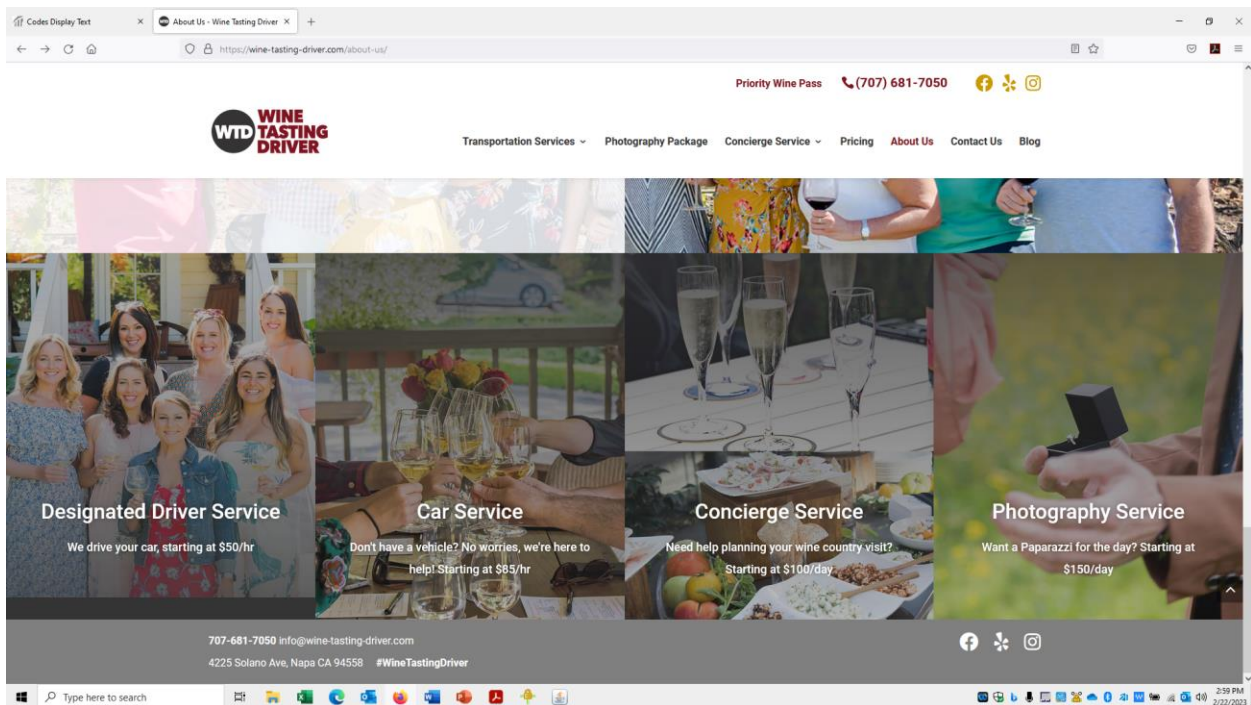 Codes Display Text
About Us - Wine Tasting Driver
https://wine-tasting-driver.com/about-us/
Priority Wine Pass (707) 681-7050
WTD WINE TASTING DRIVER
Transportation Services Photography Package Concierge Service Pricing About Us Contact Us Blog
Designated Driver Service
We drive your car, starting at $50/hr
Car Service
Don't have a vehicle? No worries, we're here to
help! Starting at $85/hr
Concierge Service
Need help planning your wine country visit?
Starting at $100/day
Photography Service
Want a Paparazzi for the day? Starting at
$150/day
707-681-7050 info@wine-tasting-driver.com
4225 Solano Ave, Napa CA 94558 #WineTastingDriver
Type here to search
2:59 PM
2/22/2023